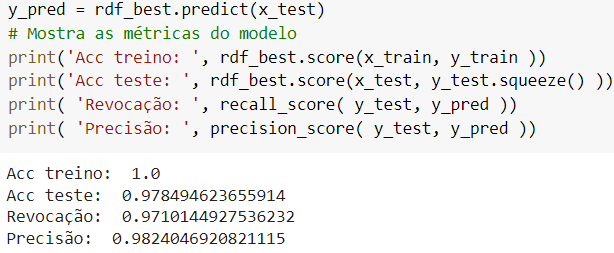 y_pred = rdf_best.predict(x_test)
# Mostra as métricas do modelo
print('Acc treino: ', rdf_best.score(x_train, y_train ))
print('Acc teste: ', rdf_best.score(x_test, y_test.squeeze() ))
print( 'Revocação: ', recall_score( y_test, y_pred ))
print( 'Precisão: ', precision_score( y_test, y_pred ))
Acc treino:  1.0
Acc teste:  0.978494623655914
Revocação:  0.9710144927536232
Precisão:  0.9824046920821115